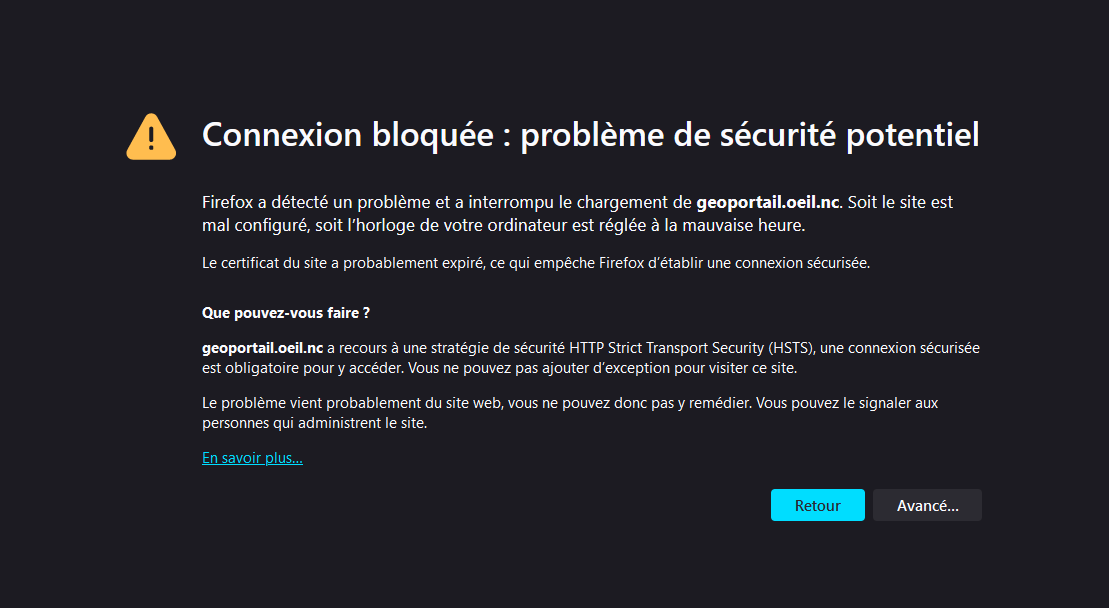 Connexion bloquée : problème de sécurité potentiel
Firefox a détecté un problème et a interrompu le chargement de geoportail.oeil.nc. Soit le site est
mal configuré, soit l’horloge de votre ordinateur est réglée à la mauvaise heure.
Le certificat du site a probablement expiré, ce qui empêche Firefox d’établir une connexion sécurisée.
Que pouvez-vous faire ?
geoportail.oeil.nc a recours à une stratégie de sécurité HTTP Strict Transport Security (HSTS), une connexion sécurisée
est obligatoire pour y accéder. Vous ne pouvez pas ajouter d’exception pour visiter ce site.
Le problème vient probablement du site web, vous ne pouvez donc pas y remédier. Vous pouvez le signaler aux
personnes qui administrent le site.
En savoir plus…
Retour
Avancé…